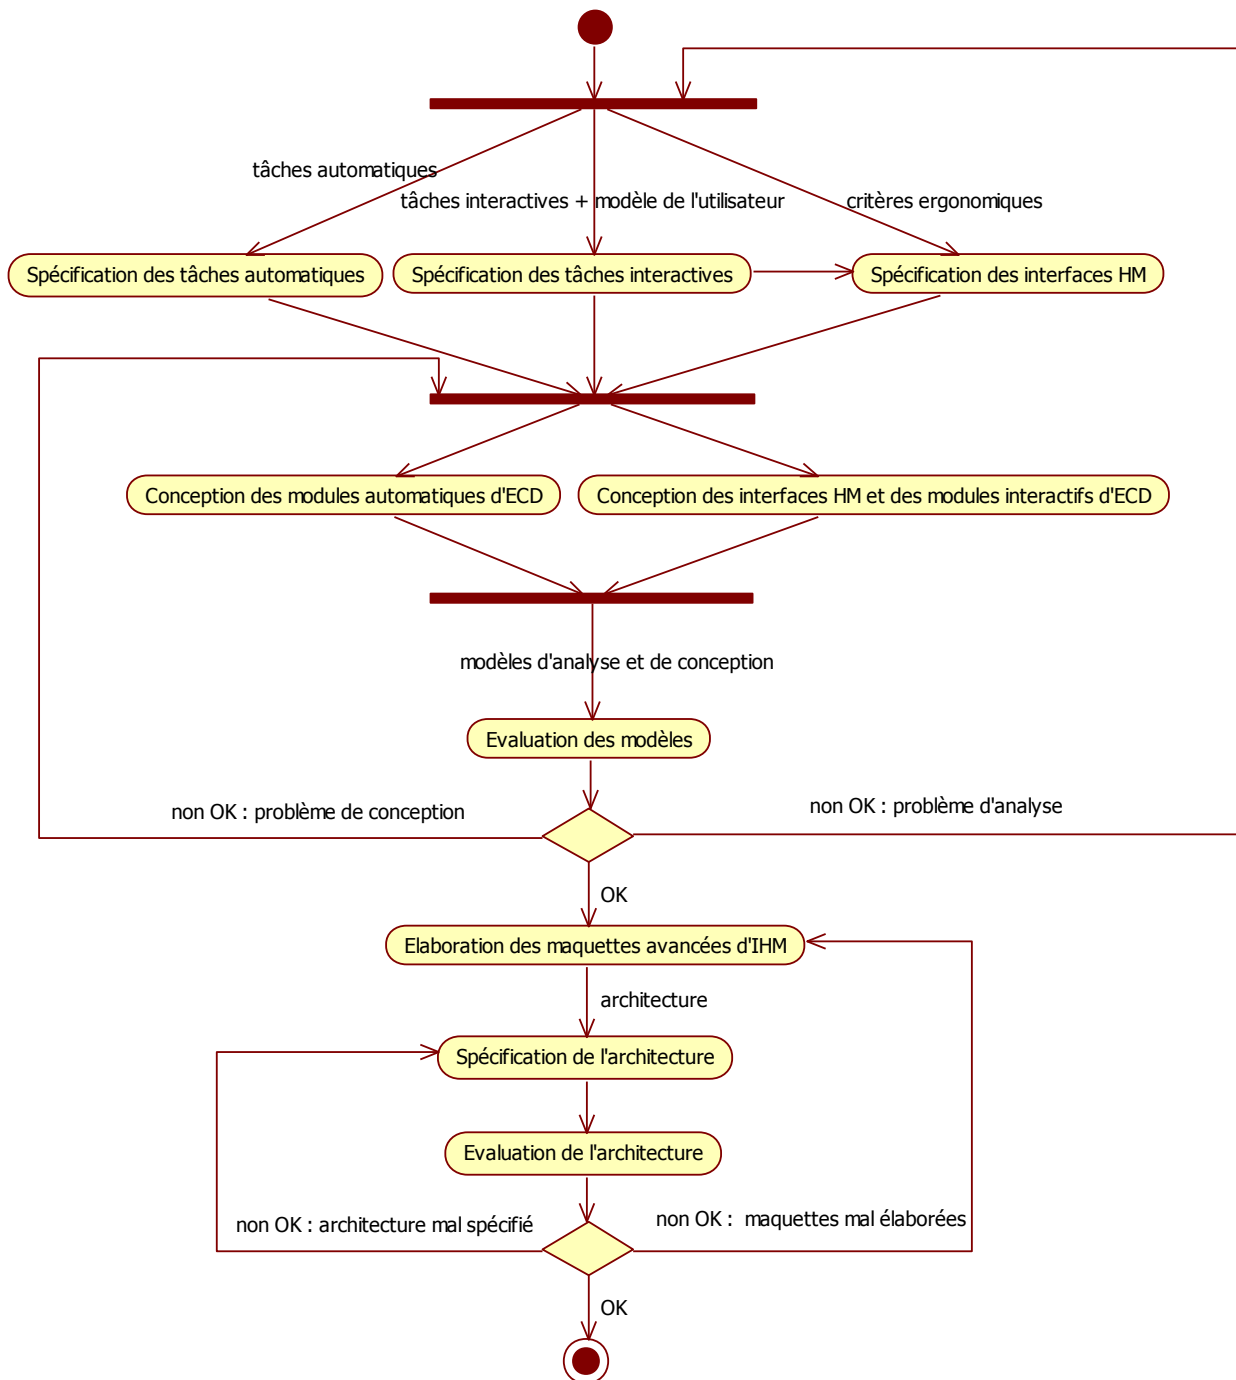 tâches automatiques
tâches interactives + modèle de l'utilisateur
critères ergonomiques
Spécification des tâches automatiques
Spécification des tâches interactives
Spécification des interfaces HM
Conception des modules automatiques d'ECD
Conception des interfaces HM et des modules interactifs d'ECD
modèles d'analyse et de conception
Evaluation des modèles
non OK : problème de conception
non OK : problème d'analyse
OK
Elaboration des maquettes avancées d'IHM
architecture
Spécification de l'architecture
Evaluation de l'architecture
non OK : architecture mal spécifié
non OK :  maquettes mal élaborées
OK